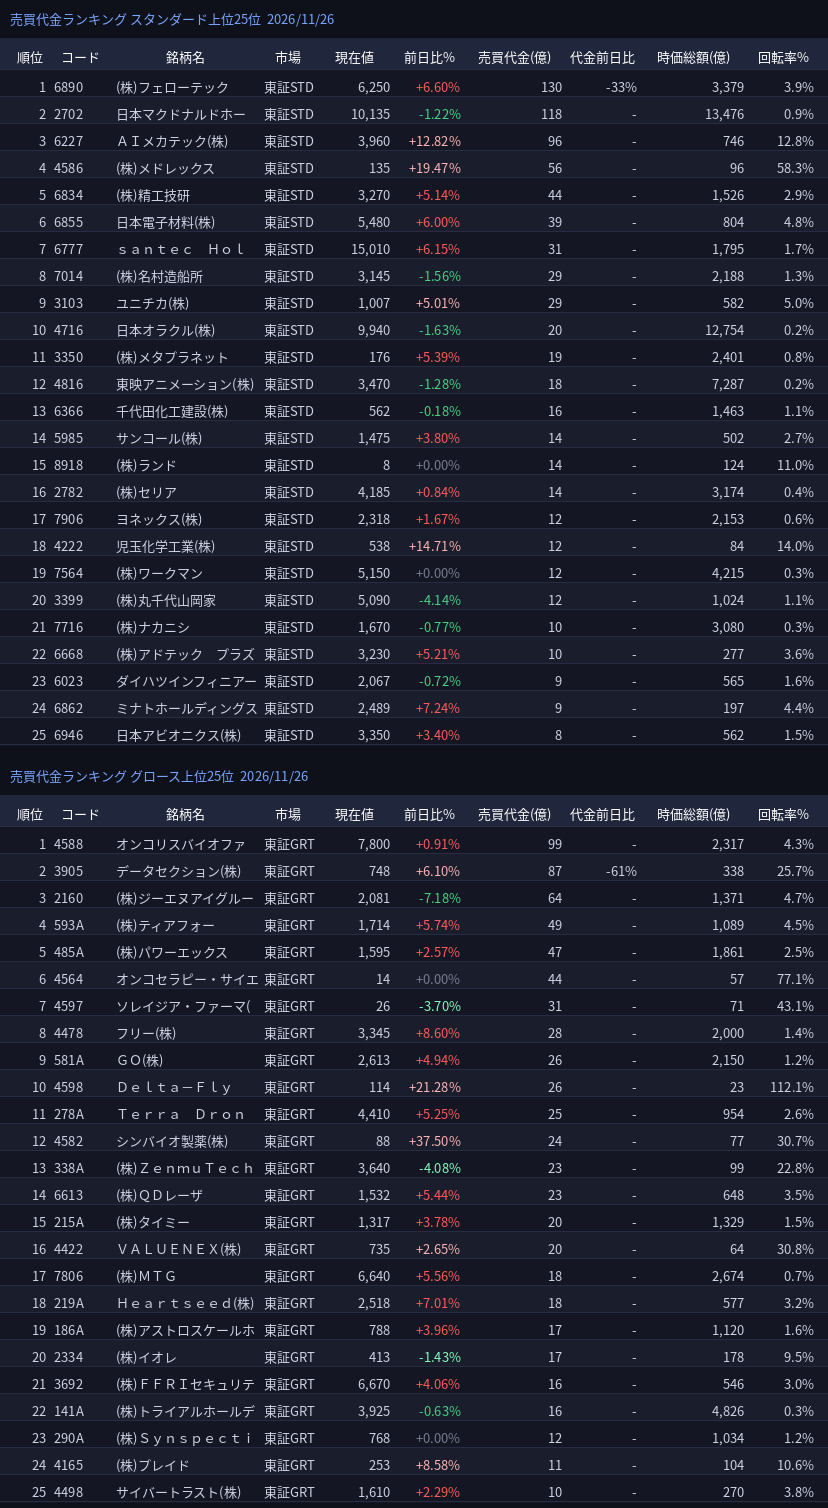 売買代金ランキング スタンダード上位25位 2026/11/26
順位 コード 銘柄名 市場 現在値 前日比% 売買代金(億) 代金前日比 時価総額(億) 回転率%
1 6890 (株)フェローテック 東証STD 6,250 +6.60% 130 -33% 3,379 3.9%
2 2702 日本マクドナルドホー 東証STD 10,135 -1.22% 118 - 13,476 0.9%
3 6227 ＡＩメカテック(株) 東証STD 3,960 +12.82% 96 - 746 12.8%
4 4586 (株)メドレックス 東証STD 135 +19.47% 56 - 96 58.3%
5 6834 (株)精工技研 東証STD 3,270 +5.14% 44 - 1,526 2.9%
6 6855 日本電子材料(株) 東証STD 5,480 +6.00% 39 - 804 4.8%
7 6777 ｓａｎｔｅｃ　Ｈｏｌ 東証STD 15,010 +6.15% 31 - 1,795 1.7%
8 7014 (株)名村造船所 東証STD 3,145 -1.56% 29 - 2,188 1.3%
9 3103 ユニチカ(株) 東証STD 1,007 +5.01% 29 - 582 5.0%
10 4716 日本オラクル(株) 東証STD 9,940 -1.63% 20 - 12,754 0.2%
11 3350 (株)メタプラネット 東証STD 176 +5.39% 19 - 2,401 0.8%
12 4816 東映アニメーション(株) 東証STD 3,470 -1.28% 18 - 7,287 0.2%
13 6366 千代田化工建設(株) 東証STD 562 -0.18% 16 - 1,463 1.1%
14 5985 サンコール(株) 東証STD 1,475 +3.80% 14 - 502 2.7%
15 8918 (株)ランド 東証STD 8 +0.00% 14 - 124 11.0%
16 2782 (株)セリア 東証STD 4,185 +0.84% 14 - 3,174 0.4%
17 7906 ヨネックス(株) 東証STD 2,318 +1.67% 12 - 2,153 0.6%
18 4222 児玉化学工業(株) 東証STD 538 +14.71% 12 - 84 14.0%
19 7564 (株)ワークマン 東証STD 5,150 +0.00% 12 - 4,215 0.3%
20 3399 (株)丸千代山岡家 東証STD 5,090 -4.14% 12 - 1,024 1.1%
21 7716 (株)ナカニシ 東証STD 1,670 -0.77% 10 - 3,080 0.3%
22 6668 (株)アドテック　プラズ 東証STD 3,230 +5.21% 10 - 277 3.6%
23 6023 ダイハツインフィニアー 東証STD 2,067 -0.72% 9 - 565 1.6%
24 6862 ミナトホールディングス 東証STD 2,489 +7.24% 9 - 197 4.4%
25 6946 日本アビオニクス(株) 東証STD 3,350 +3.40% 8 - 562 1.5%
売買代金ランキング グロース上位25位 2026/11/26
順位 コード 銘柄名 市場 現在値 前日比% 売買代金(億) 代金前日比 時価総額(億) 回転率%
1 4588 オンコリスバイオファ 東証GRT 7,800 +0.91% 99 - 2,317 4.3%
2 3905 データセクション(株) 東証GRT 748 +6.10% 87 -61% 338 25.7%
3 2160 (株)ジーエヌアイグルー 東証GRT 2,081 -7.18% 64 - 1,371 4.7%
4 593A (株)ティアフォー 東証GRT 1,714 +5.74% 49 - 1,089 4.5%
5 485A (株)パワーエックス 東証GRT 1,595 +2.57% 47 - 1,861 2.5%
6 4564 オンコセラピー・サイエ 東証GRT 14 +0.00% 44 - 57 77.1%
7 4597 ソレイジア・ファーマ( 東証GRT 26 -3.70% 31 - 71 43.1%
8 4478 フリー(株) 東証GRT 3,345 +8.60% 28 - 2,000 1.4%
9 581A ＧＯ(株) 東証GRT 2,613 +4.94% 26 - 2,150 1.2%
10 4598 Ｄｅｌｔａ－Ｆｌｙ 東証GRT 114 +21.28% 26 - 23 112.1%
11 278A Ｔｅｒｒａ　Ｄｒｏｎ 東証GRT 4,410 +5.25% 25 - 954 2.6%
12 4582 シンバイオ製薬(株) 東証GRT 88 +37.50% 24 - 77 30.7%
13 338A (株)ＺｅｎｍｕＴｅｃｈ 東証GRT 3,640 -4.08% 23 - 99 22.8%
14 6613 (株)ＱＤレーザ 東証GRT 1,532 +5.44% 23 - 648 3.5%
15 215A (株)タイミー 東証GRT 1,317 +3.78% 20 - 1,329 1.5%
16 4422 ＶＡＬＵＥＮＥＸ(株) 東証GRT 735 +2.65% 20 - 64 30.8%
17 7806 (株)ＭＴＧ 東証GRT 6,640 +5.56% 18 - 2,674 0.7%
18 219A Ｈｅａｒｔｓｅｅｄ(株) 東証GRT 2,518 +7.01% 18 - 577 3.2%
19 186A (株)アストロスケールホ 東証GRT 788 +3.96% 17 - 1,120 1.6%
20 2334 (株)イオレ 東証GRT 413 -1.43% 17 - 178 9.5%
21 3692 (株)ＦＦＲＩセキュリテ 東証GRT 6,670 +4.06% 16 - 546 3.0%
22 141A (株)トライアルホールデ 東証GRT 3,925 -0.63% 16 - 4,826 0.3%
23 290A (株)Ｓｙｎｓｐｅｃｔｉ 東証GRT 768 +0.00% 12 - 1,034 1.2%
24 4165 (株)プレイド 東証GRT 253 +8.58% 11 - 104 10.6%
25 4498 サイバートラスト(株) 東証GRT 1,610 +2.29% 10 - 270 3.8%